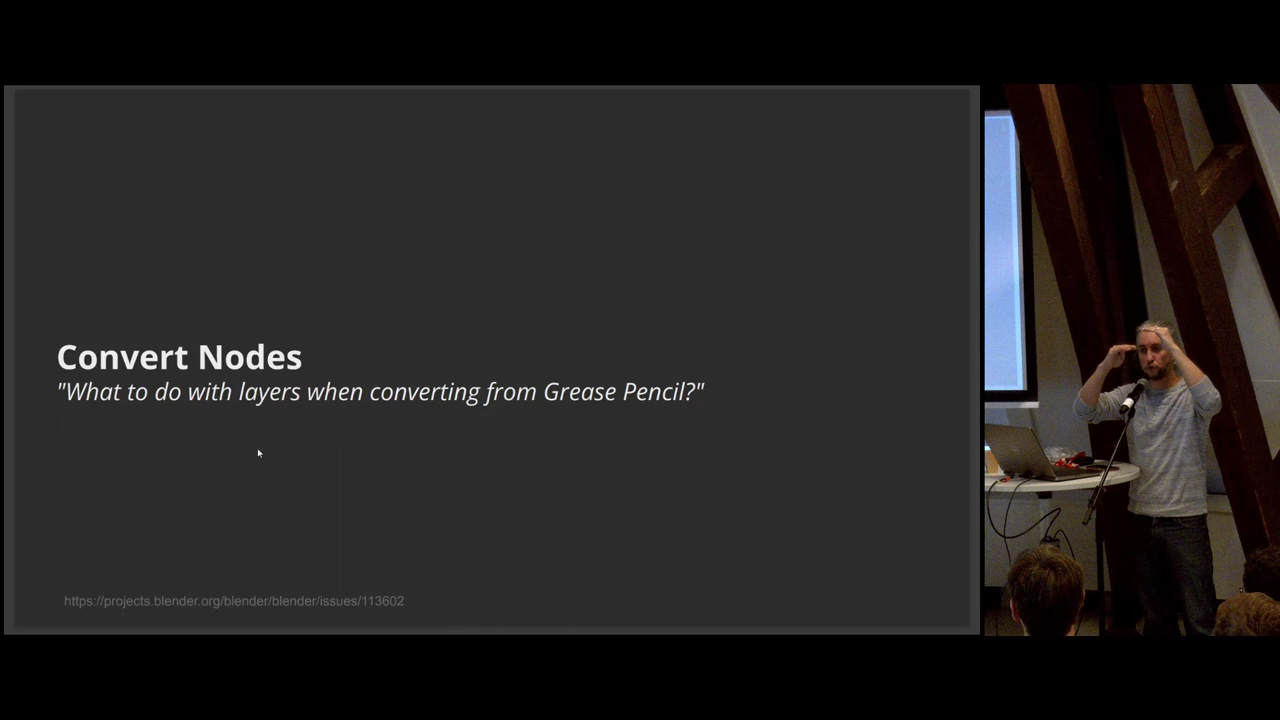 Convert Nodes
"What to do with layers when converting from Grease Pencil?"
https://projects.blender.org/blender/blender/issues/113602